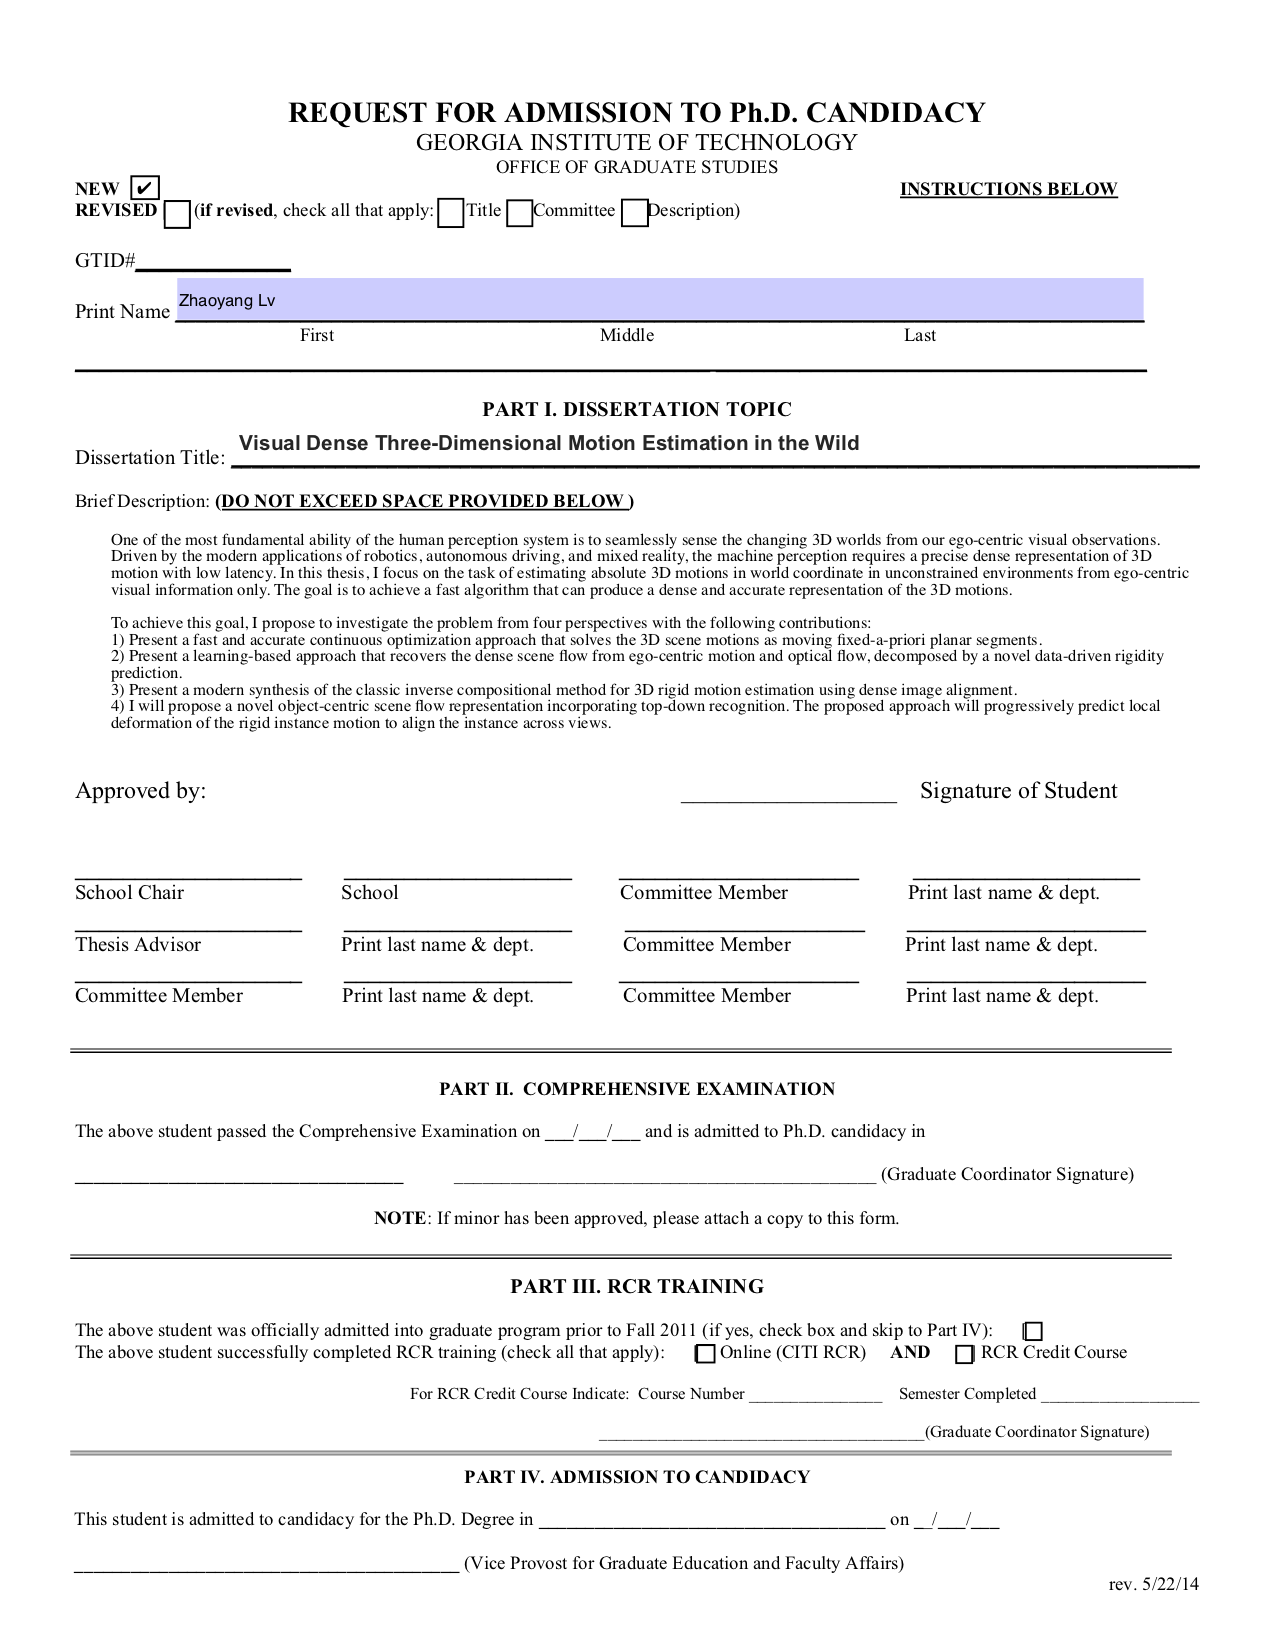 REQUEST FOR ADMISSION TO Ph.D. CANDIDACY
GEORGIA INSTITUTE OF TECHNOLOGY
OFFICE OF GRADUATE STUDIES
NEW ✔ INSTRUCTIONS BELOW
REVISED (if revised, check all that apply: Title Committee Description)
GTID#_______________
Print Name Zhaoyang Lv
First Middle Last
PART I. DISSERTATION TOPIC
Dissertation Title: Visual Dense Three-Dimensional Motion Estimation in the Wild
Brief Description: (DO NOT EXCEED SPACE PROVIDED BELOW )
One of the most fundamental ability of the human perception system is to seamlessly sense the changing 3D worlds from our ego-centric visual observations.
Driven by the modern applications of robotics, autonomous driving, and mixed reality, the machine perception requires a precise dense representation of 3D
motion with low latency. In this thesis, I focus on the task of estimating absolute 3D motions in world coordinate in unconstrained environments from ego-centric
visual information only. The goal is to achieve a fast algorithm that can produce a dense and accurate representation of the 3D motions.
To achieve this goal, I propose to investigate the problem from four perspectives with the following contributions:
1) Present a fast and accurate continuous optimization approach that solves the 3D scene motions as moving fixed-a-priori planar segments.
2) Present a learning-based approach that recovers the dense scene flow from ego-centric motion and optical flow, decomposed by a novel data-driven rigidity
prediction.
3) Present a modern synthesis of the classic inverse compositional method for 3D rigid motion estimation using dense image alignment.
4) I will propose a novel object-centric scene flow representation incorporating top-down recognition. The proposed approach will progressively predict local
deformation of the rigid instance motion to align the instance across views.
Approved by: __________________ Signature of Student
School Chair School Committee Member Print last name & dept.
Thesis Advisor Print last name & dept. Committee Member Print last name & dept.
Committee Member Print last name & dept. Committee Member Print last name & dept.
PART II. COMPREHENSIVE EXAMINATION
The above student passed the Comprehensive Examination on ___/___/___ and is admitted to Ph.D. candidacy in
___________________________________ _____________________________________________ (Graduate Coordinator Signature)
NOTE: If minor has been approved, please attach a copy to this form.
PART III. RCR TRAINING
The above student was officially admitted into graduate program prior to Fall 2011 (if yes, check box and skip to Part IV):
The above student successfully completed RCR training (check all that apply): Online (CITI RCR) AND RCR Credit Course
For RCR Credit Course Indicate: Course Number ________________ Semester Completed ___________________
_______________________________________(Graduate Coordinator Signature)
PART IV. ADMISSION TO CANDIDACY
This student is admitted to candidacy for the Ph.D. Degree in _____________________________________ on __/___/___
_________________________________________ (Vice Provost for Graduate Education and Faculty Affairs)
rev. 5/22/14